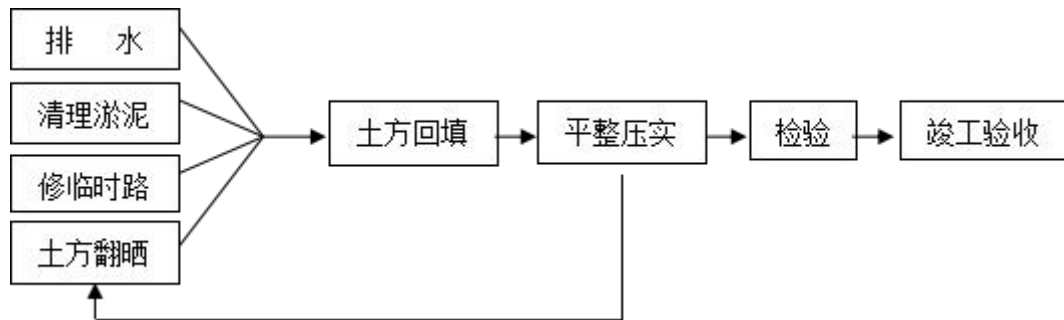 排 水
清理淤泥
修临时路
土方翻晒
土方回填
平整压实
检验
竣工验收